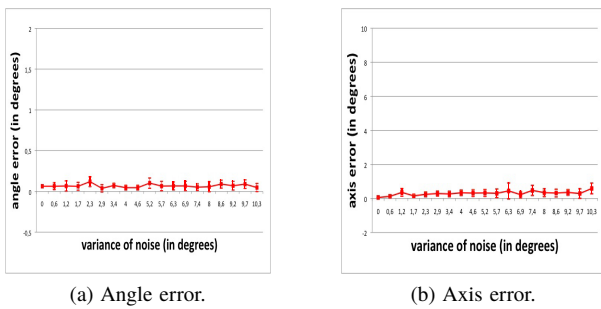 2
1,5
1
0,5
0
-0,5
angle error (in degrees)
0 0,6 1,2 1,7 2,3 2,9 3,4 4 4,6 5,2 5,7 6,3 6,9 7,4 8 8,6 9,2 9,7 10,3
variance of noise (in degrees)
(a) Angle error.
10
8
6
4
2
0
-2
axis error (in degrees)
0 0,6 1,2 1,7 2,3 2,9 3,4 4 4,6 5,2 5,7 6,3 6,9 7,4 8 8,6 9,2 9,7 10,3
variance of noise (in degrees)
(b) Axis error.